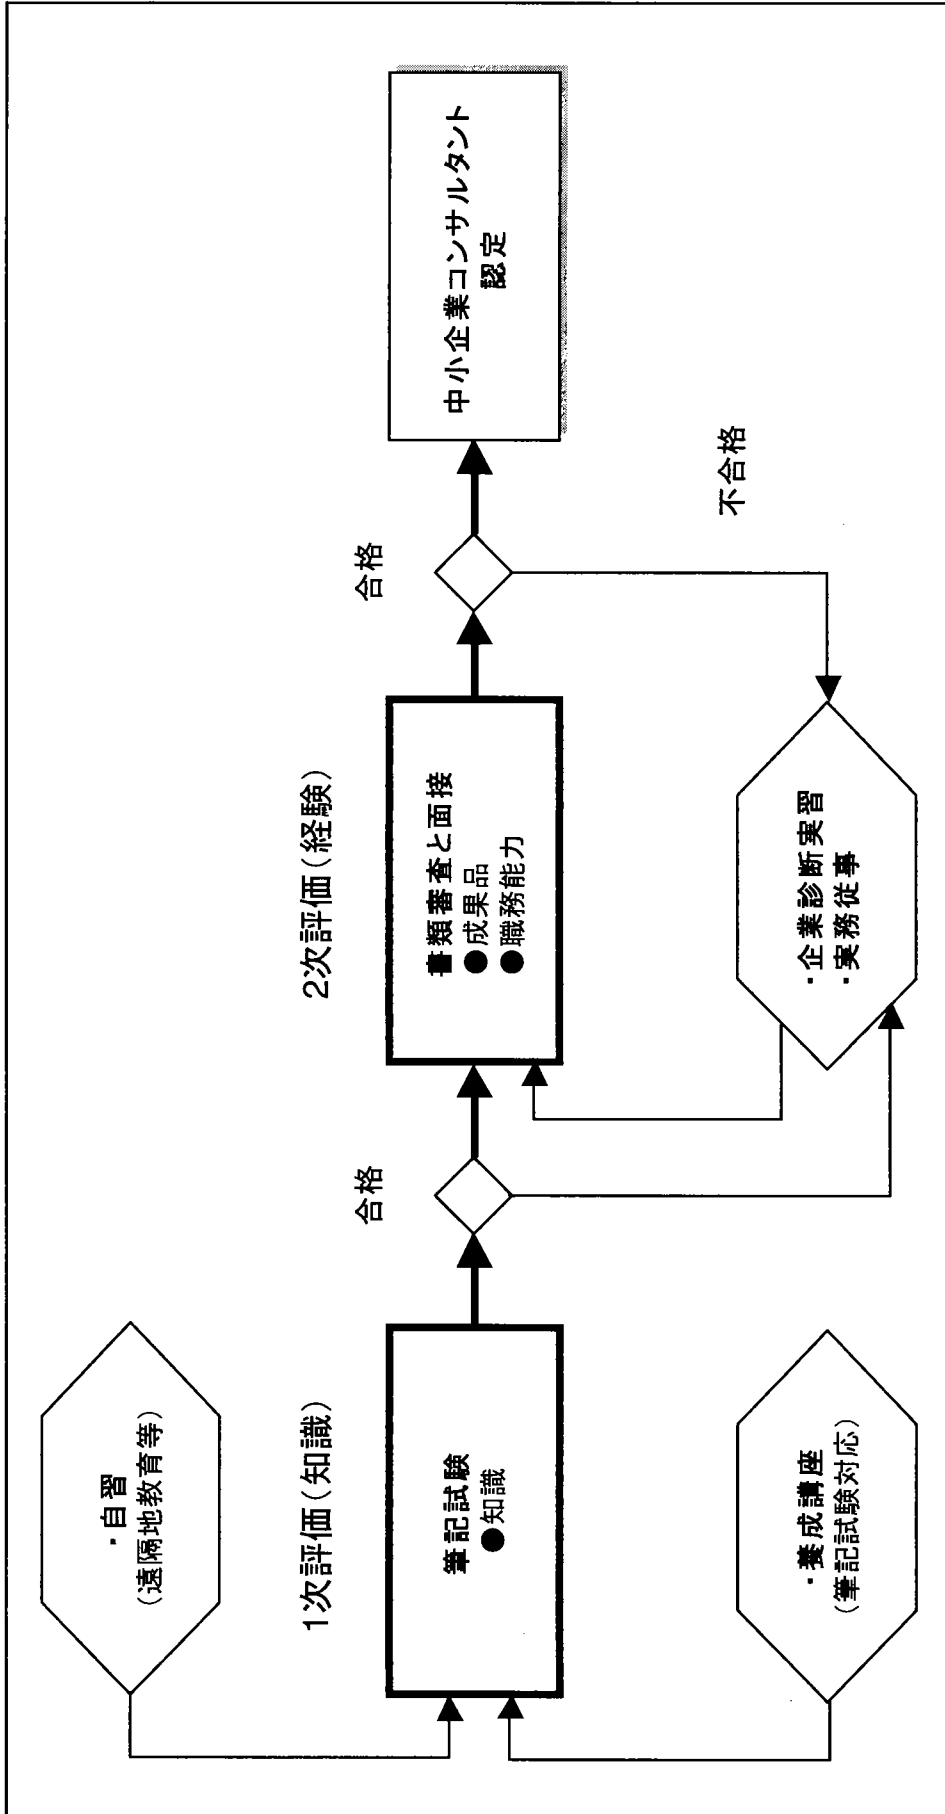 ・自習
（遠隔地教育等）
1次評価（知識）
筆記試験
●知識
・養成講座
（筆記試験対応）
合格
2次評価（経験）
書類審査と面接
●成果品
●職務能力
・企業診断実習
・実務従事
合格
不合格
中小企業コンサルタント
認定